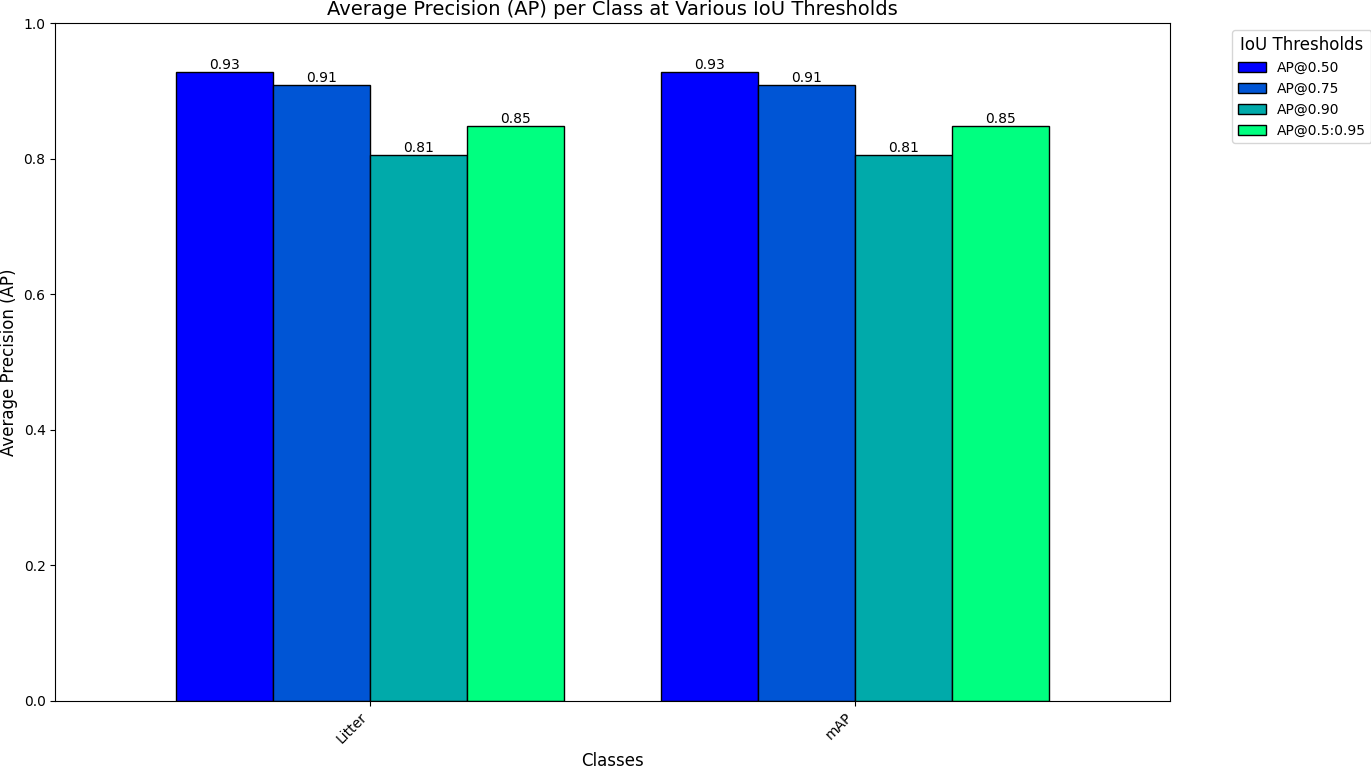 Average Precision (AP) per Class at Various IoU Thresholds
Average Precision (AP)
1.0
0.8
0.6
0.4
0.2
0.0
0.93
0.91
0.81
0.85
0.93
0.91
0.81
0.85
Litter
mAP
Classes
IoU Thresholds
AP@0.50
AP@0.75
AP@0.90
AP@0.5:0.95